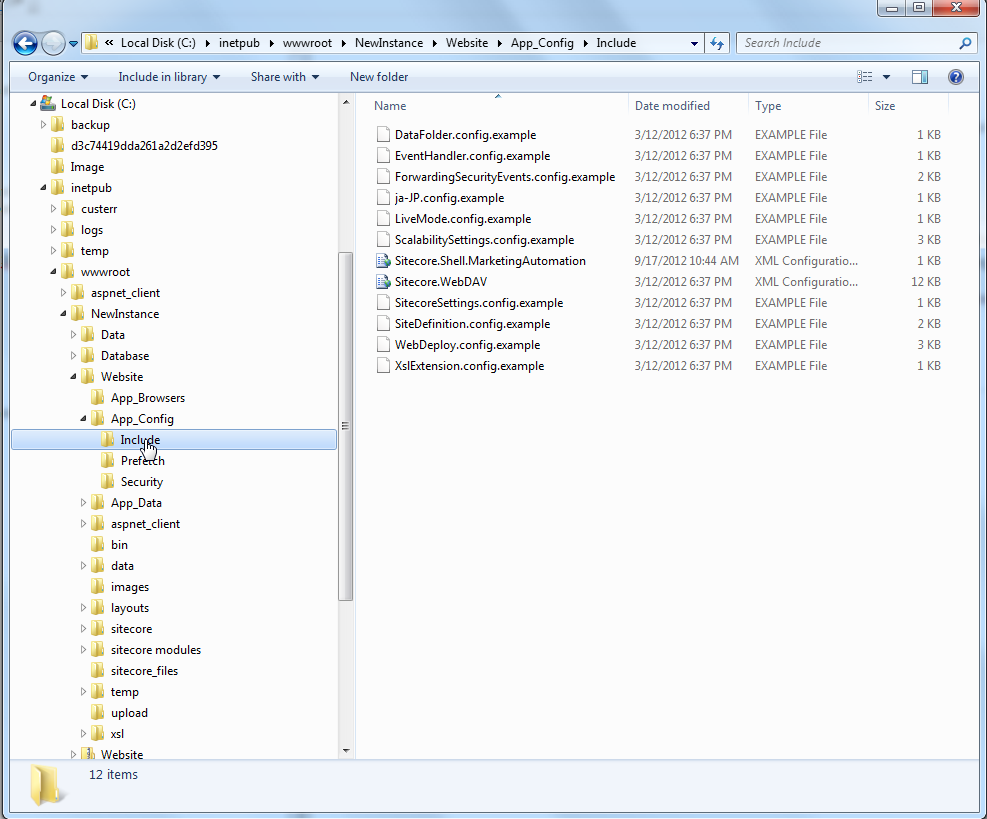 « Local Disk (C:) inetpub wwwroot NewInstance Website App_Config Include Search Include
Organize Include in library Share with New folder
Local Disk (C:)
backup
d3c74419dda261a2d2efd395
Image
inetpub
custerr
logs
temp
wwwroot
aspnet_client
NewInstance
Data
Database
Website
App_Browsers
App_Config
Include
Prefetch
Security
App_Data
aspnet_client
bin
data
images
layouts
sitecore
sitecore modules
sitecore_files
temp
upload
xsl
Website
Name Date modified Type Size
DataFolder.config.example 3/12/2012 6:37 PM EXAMPLE File 1 KB
EventHandler.config.example 3/12/2012 6:37 PM EXAMPLE File 1 KB
ForwardingSecurityEvents.config.example 3/12/2012 6:37 PM EXAMPLE File 2 KB
ja-JP.config.example 3/12/2012 6:37 PM EXAMPLE File 1 KB
LiveMode.config.example 3/12/2012 6:37 PM EXAMPLE File 1 KB
ScalabilitySettings.config.example 3/12/2012 6:37 PM EXAMPLE File 3 KB
Sitecore.Shell.MarketingAutomation 9/17/2012 10:44 AM XML Configuratio... 1 KB
Sitecore.WebDAV 3/12/2012 6:37 PM XML Configuratio... 12 KB
SitecoreSettings.config.example 3/12/2012 6:37 PM EXAMPLE File 1 KB
SiteDefinition.config.example 3/12/2012 6:37 PM EXAMPLE File 2 KB
WebDeploy.config.example 3/12/2012 6:37 PM EXAMPLE File 3 KB
XslExtension.config.example 3/12/2012 6:37 PM EXAMPLE File 1 KB
12 items